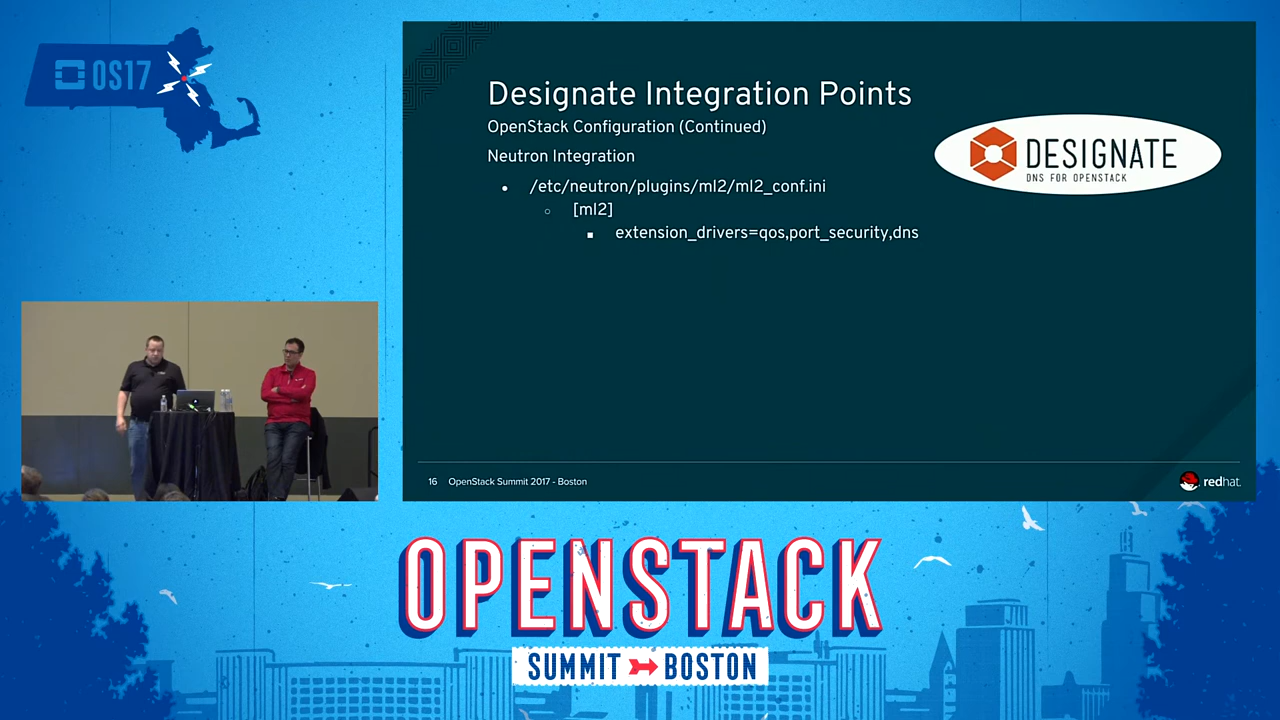 OS17
Designate Integration Points
OpenStack Configuration (Continued)
Neutron Integration
/etc/neutron/plugins/ml2/ml2_conf.ini
[ml2]
extension_drivers=qos,port_security,dns
DESIGNATE
DNS FOR OPENSTACK
16 OpenStack Summit 2017 - Boston
redhat.
OPENSTACK
SUMMIT BOSTON